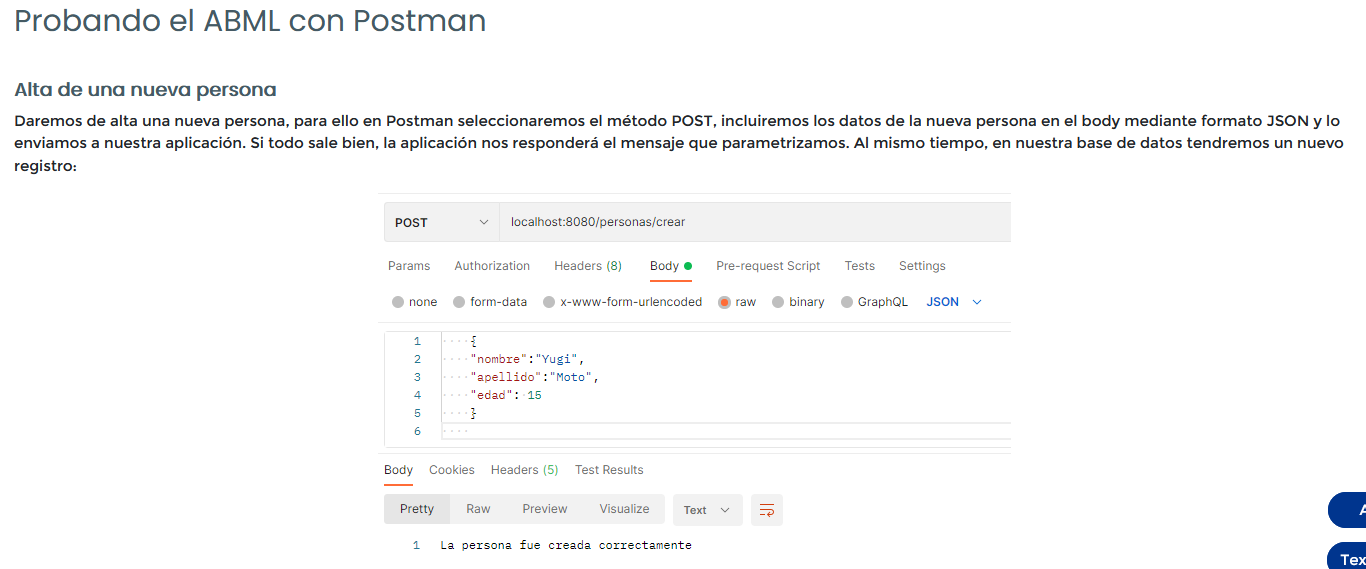 Probando el ABML con Postman
Alta de una nueva persona
Daremos de alta una nueva persona, para ello en Postman seleccionaremos el método POST, incluiremos los datos de la nueva persona en el body mediante formato JSON y lo
enviamos a nuestra aplicación. Si todo sale bien, la aplicación nos responderá el mensaje que parametrizamos. Al mismo tiempo, en nuestra base de datos tendremos un nuevo
registro:
POST localhost:8080/personas/crear
Params Authorization Headers (8) Body Pre-request Script Tests Settings
none form-data x-www-form-urlencoded raw binary GraphQL JSON
1 {
2 "nombre":"Yugi",
3 "apellido":"Moto",
4 "edad": 15
5 }
6
Body Cookies Headers (5) Test Results
Pretty Raw Preview Visualize Text
1 La persona fue creada correctamente